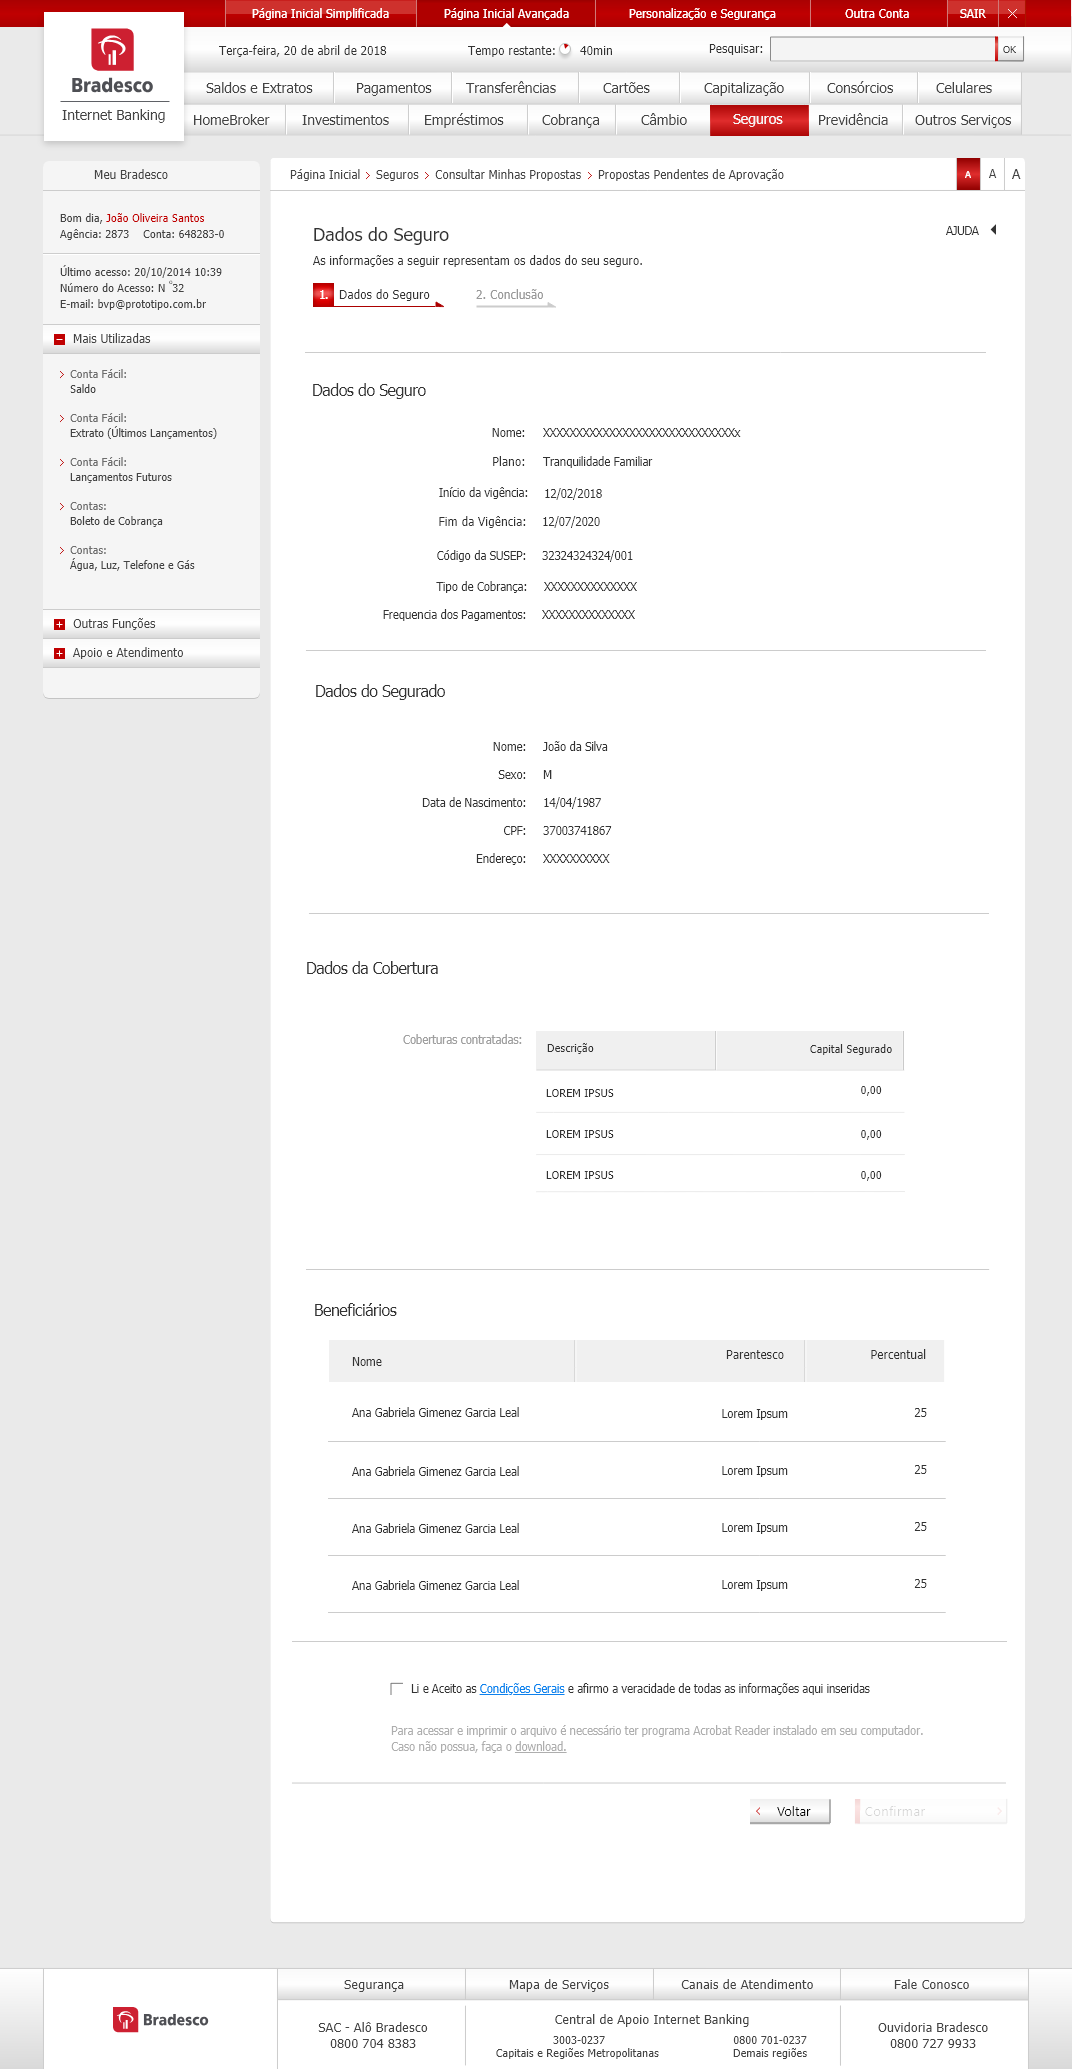 Página Inicial Simplificada Página Inicial Avançada Personalização e Segurança Outra Conta SAIR
Bradesco
Internet Banking
Terça-feira, 20 de abril de 2018 Tempo restante: 40min Pesquisar: OK
Saldos e Extratos Pagamentos Transferências Cartões Capitalização Consórcios Celulares
HomeBroker Investimentos Empréstimos Cobrança Câmbio Seguros Previdência Outros Serviços
Meu Bradesco
Bom dia, João Oliveira Santos
Agência: 2873 Conta: 648283-0
Último acesso: 20/10/2014 10:39
Número do Acesso: N °32
E-mail: bvp@prototipo.com.br
Mais Utilizadas
Conta Fácil:
Saldo
Conta Fácil:
Extrato (Últimos Lançamentos)
Conta Fácil:
Lançamentos Futuros
Contas:
Boleto de Cobrança
Contas:
Água, Luz, Telefone e Gás
Outras Funções
Apoio e Atendimento
Página Inicial > Seguros > Consultar Minhas Propostas > Propostas Pendentes de Aprovação A A A
Dados do Seguro AJUDA
As informações a seguir representam os dados do seu seguro.
1. Dados do Seguro 2. Conclusão
Dados do Seguro
Nome: XXXXXXXXXXXXXXXXXXXXXXXXXXXXXXx
Plano: Tranquilidade Familiar
Início da vigência: 12/02/2018
Fim da Vigência: 12/07/2020
Código da SUSEP: 32324324324/001
Tipo de Cobrança: XXXXXXXXXXXXXX
Frequencia dos Pagamentos: XXXXXXXXXXXXXX
Dados do Segurado
Nome: João da Silva
Sexo: M
Data de Nascimento: 14/04/1987
CPF: 37003741867
Endereço: XXXXXXXXXX
Dados da Cobertura
Coberturas contratadas: Descrição Capital Segurado
LOREM IPSUS 0,00
LOREM IPSUS 0,00
LOREM IPSUS 0,00
Beneficiários
Nome Parentesco Percentual
Ana Gabriela Gimenez Garcia Leal Lorem Ipsum 25
Ana Gabriela Gimenez Garcia Leal Lorem Ipsum 25
Ana Gabriela Gimenez Garcia Leal Lorem Ipsum 25
Ana Gabriela Gimenez Garcia Leal Lorem Ipsum 25
Li e Aceito as Condições Gerais e afirmo a veracidade de todas as informações aqui inseridas
Para acessar e imprimir o arquivo é necessário ter programa Acrobat Reader instalado em seu computador.
Caso não possua, faça o download.
Voltar Confirmar
Segurança Mapa de Serviços Canais de Atendimento Fale Conosco
Bradesco
SAC - Alô Bradesco
0800 704 8383
Central de Apoio Internet Banking
3003-0237 0800 701-0237
Capitais e Regiões Metropolitanas Demais regiões
Ouvidoria Bradesco
0800 727 9933